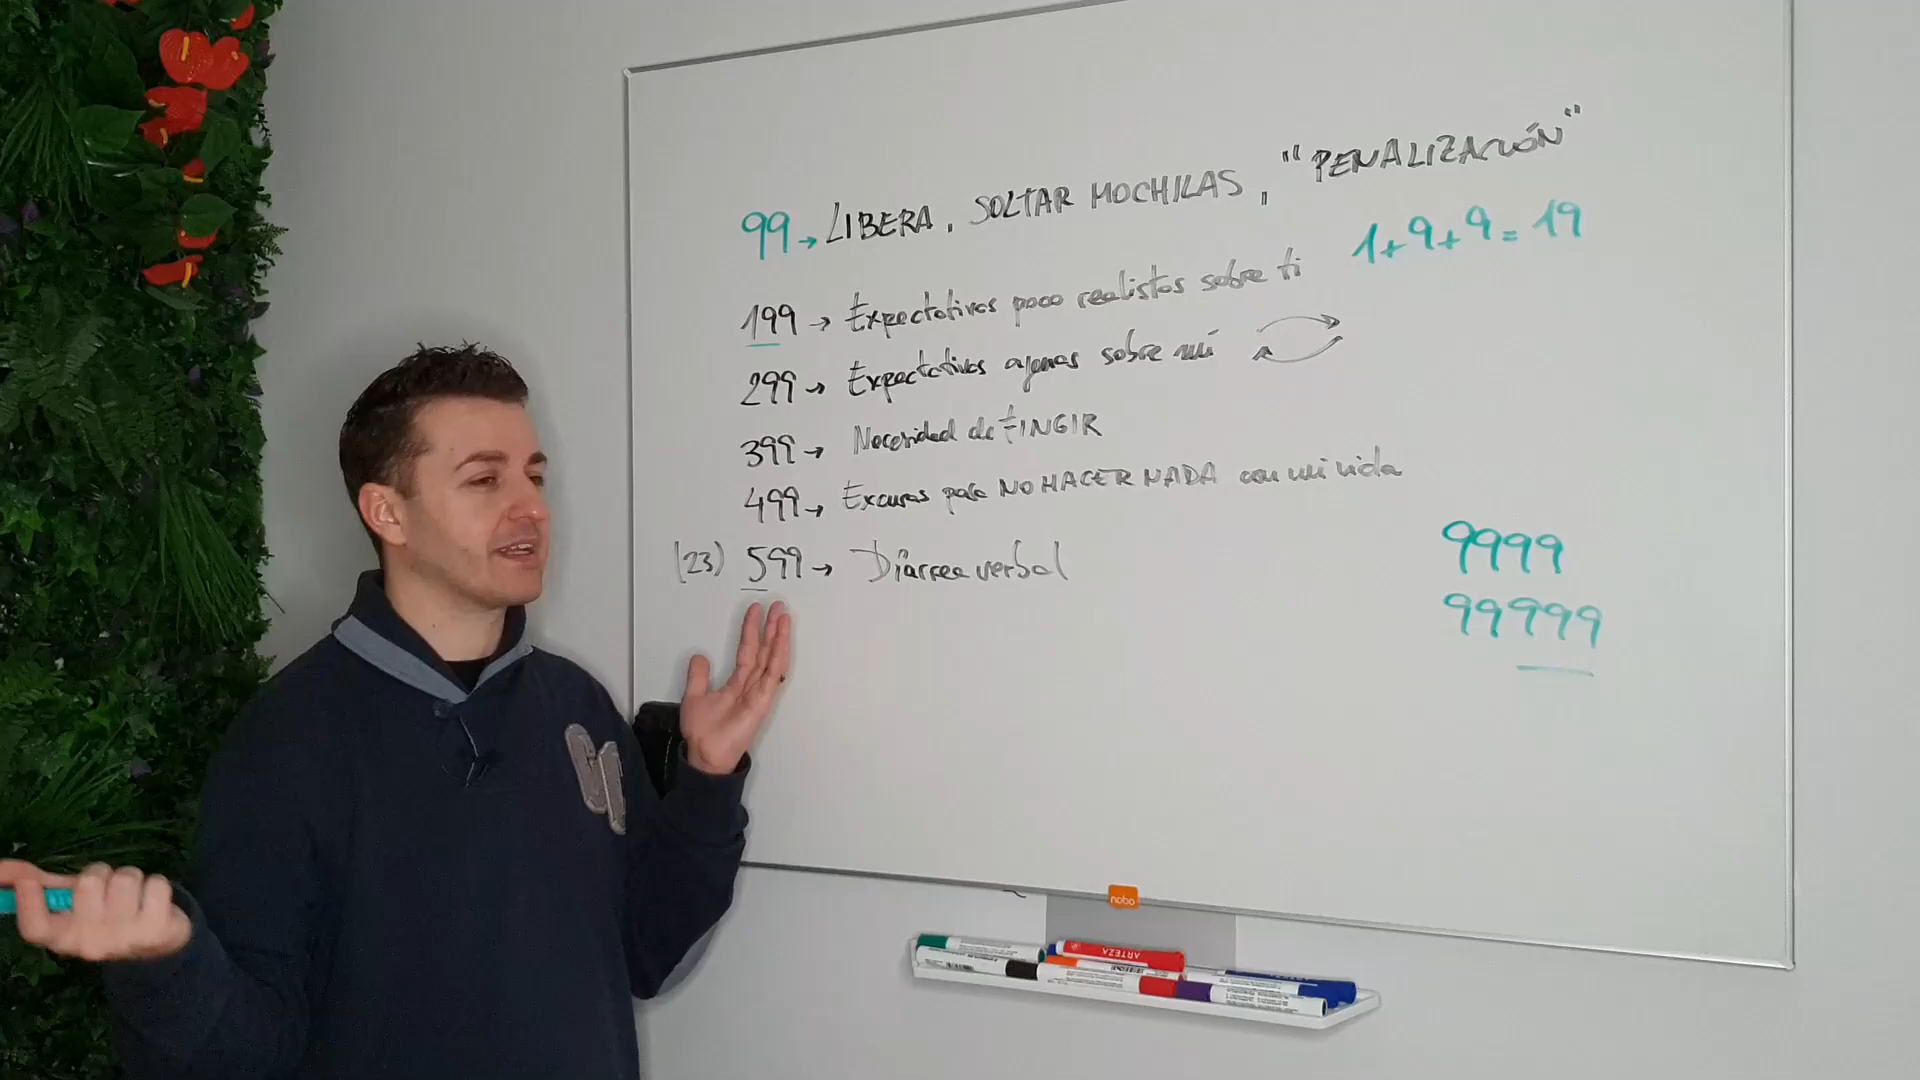 99 → LIBERA, SOLTAR MOCHILAS, "PENALIZACIÓN"
1+9+9=19
199 → Expectativas poco realistas sobre ti
299 → Expectativas ajenas sobre mí
399 → Necesidad de FINGIR
499 → Excusas para NO HACER NADA con mi vida
(23) 599 → Diarrea verbal
9999
99999
nobo
ARTEZA